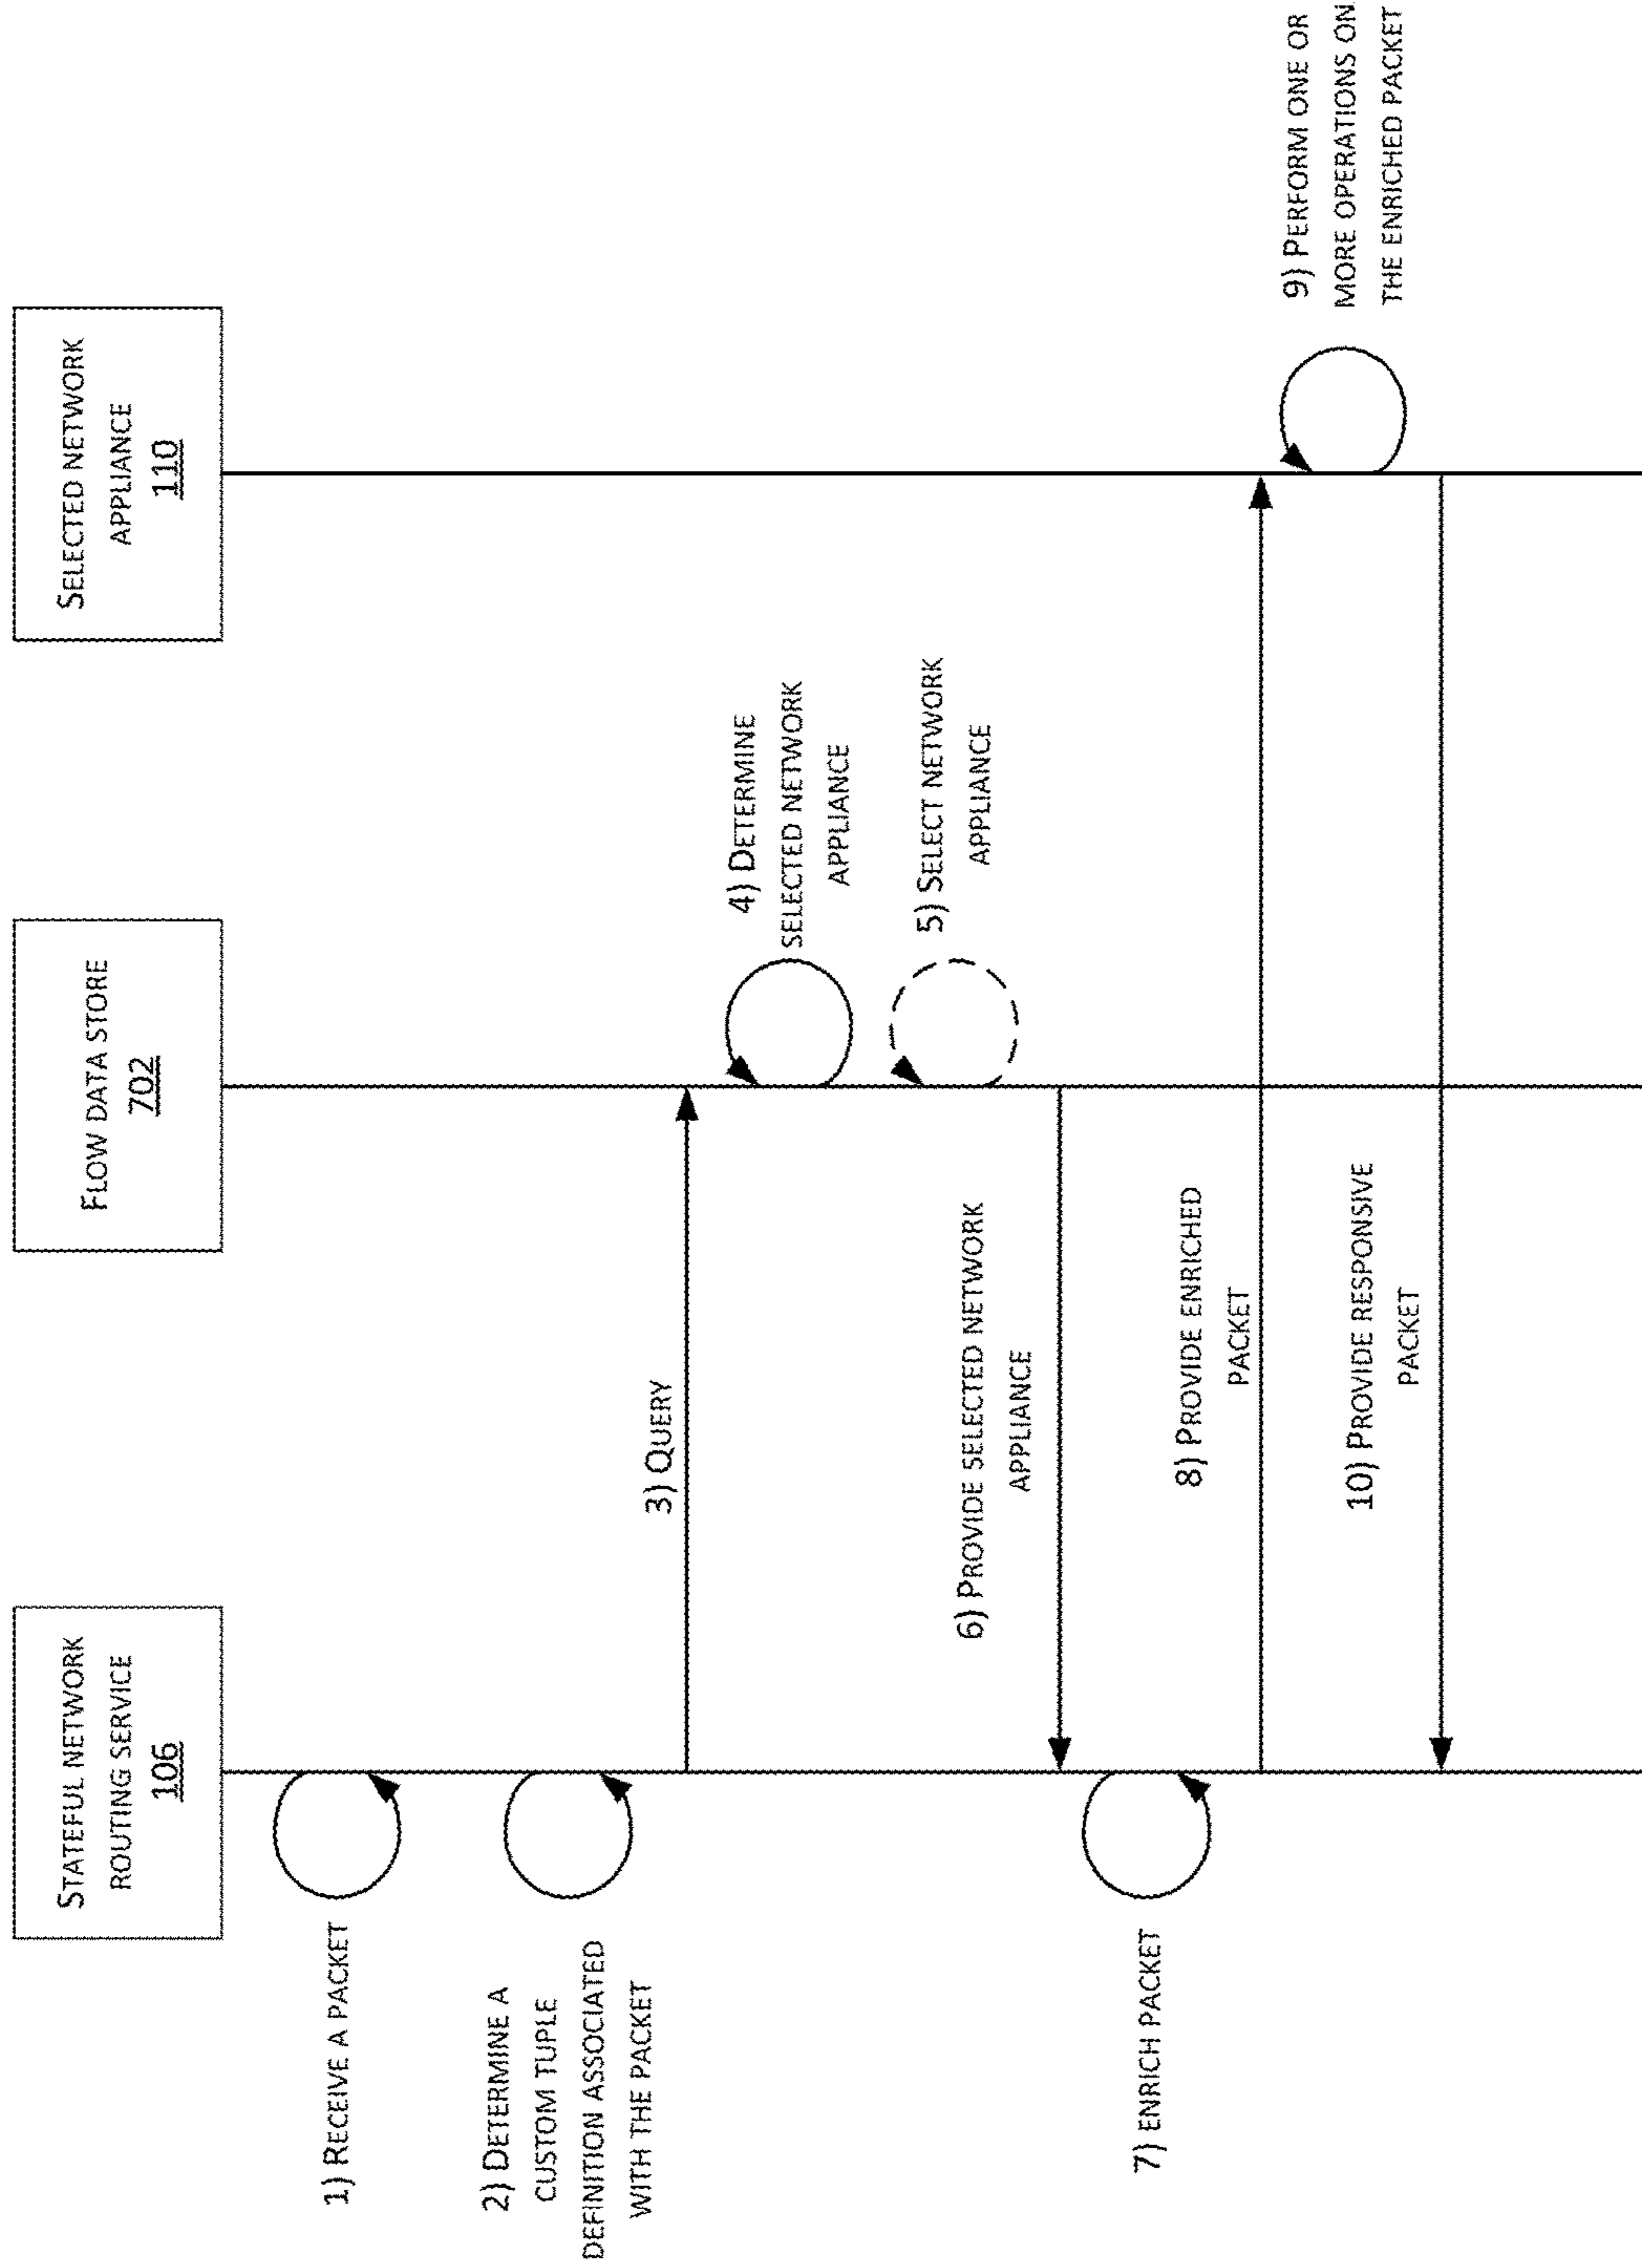 STATEFUL NETWORK
ROUTING SERVICE
106
FLOW DATA STORE
702
SELECTED NETWORK
APPLIANCE
110
1) RECEIVE A PACKET
2) DETERMINE A
CUSTOM TUPLE
DEFINITION ASSOCIATED
WITH THE PACKET
3) QUERY
4) DETERMINE
SELECTED NETWORK
APPLIANCE
5) SELECT NETWORK
APPLIANCE
6) PROVIDE SELECTED NETWORK
APPLIANCE
7) ENRICH PACKET
8) PROVIDE ENRICHED
PACKET
9) PERFORM ONE OR
MORE OPERATIONS ON
THE ENRICHED PACKET
10) PROVIDE RESPONSIVE
PACKET